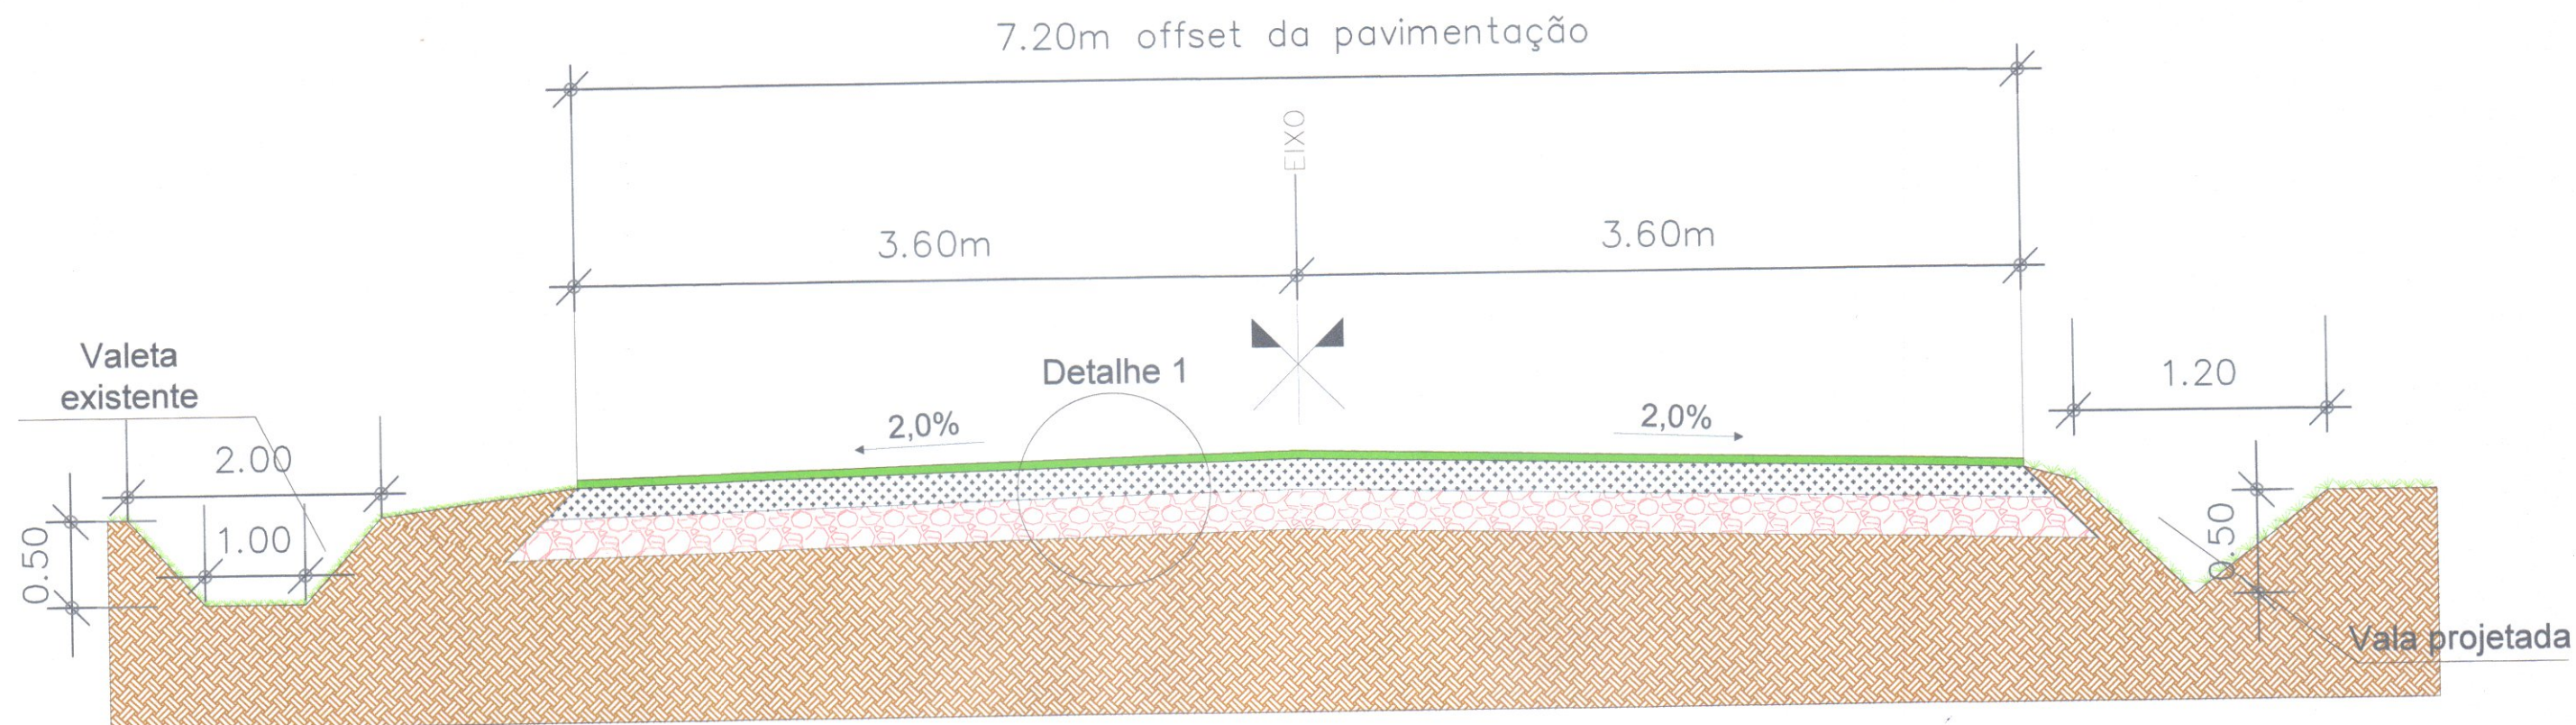 7.20m offset da pavimentação
EIXO
3.60m
3.60m
Valeta
existente
Detalhe 1
1.20
2,0%
2,0%
2.00
1.00
0.50
0.50
Vala projetada